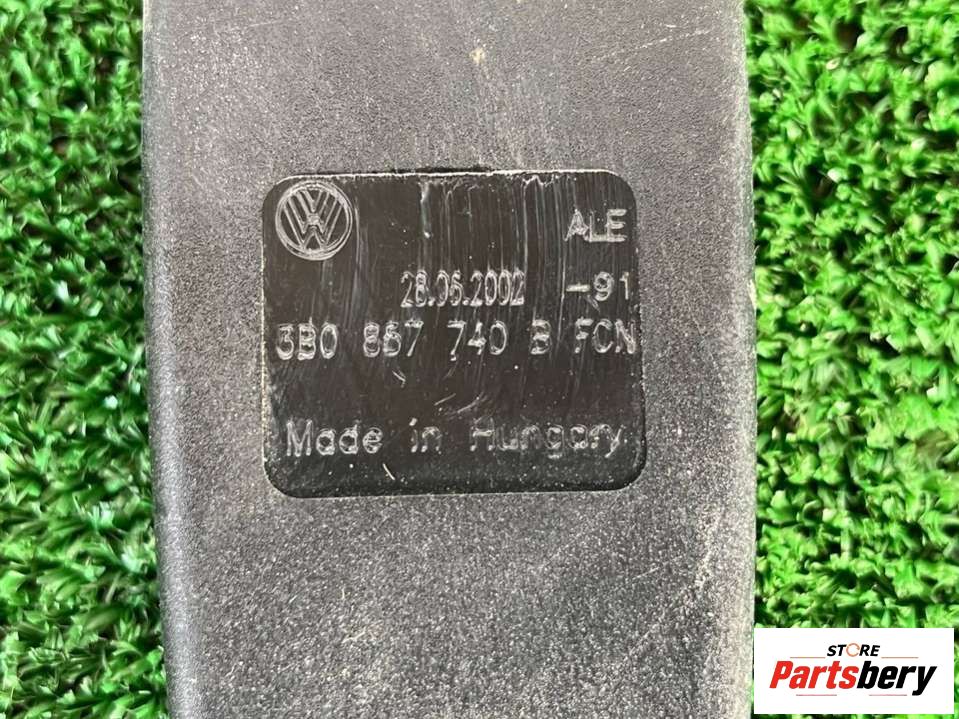 ALE
28.06.2002 -91
3B0 857 740 B FCN
Made in Hungary
STORE
Partsbery